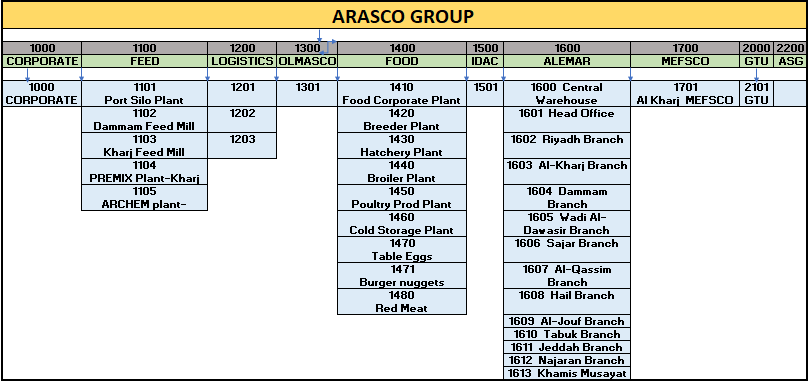 ARASCO GROUP
1000 1100 1200 1300 1400 1500 1600 1700 2000 2200
CORPORATE FEED LOGISTICS OLMASCO FOOD IDAC ALEMAR MEFSCO GTU ASG
1000
CORPORATE
1101
Port Silo Plant
1102
Dammam Feed Mill
1103
Kharj Feed Mill
1104
PREMIX Plant-Kharj
1105
ARCHEM plant-
1201
1202
1203
1301
1410
Food Corporate Plant
1420
Breeder Plant
1430
Hatchery Plant
1440
Broiler Plant
1450
Poultry Prod Plant
1460
Cold Storage Plant
1470
Table Eggs
1471
Burger nuggets
1480
Red Meat
1501
1600 Central
Warehouse
1601 Head Office
1602 Riyadh Branch
1603 Al-Kharj Branch
1604 Dammam
Branch
1605 Wadi Al-
Dawasir Branch
1606 Sajar Branch
1607 Al-Qassim
Branch
1608 Hail Branch
1609 Al-Jouf Branch
1610 Tabuk Branch
1611 Jeddah Branch
1612 Najaran Branch
1613 Khamis Musayat
1701
Al Kharj MEFSCO
2101
GTU